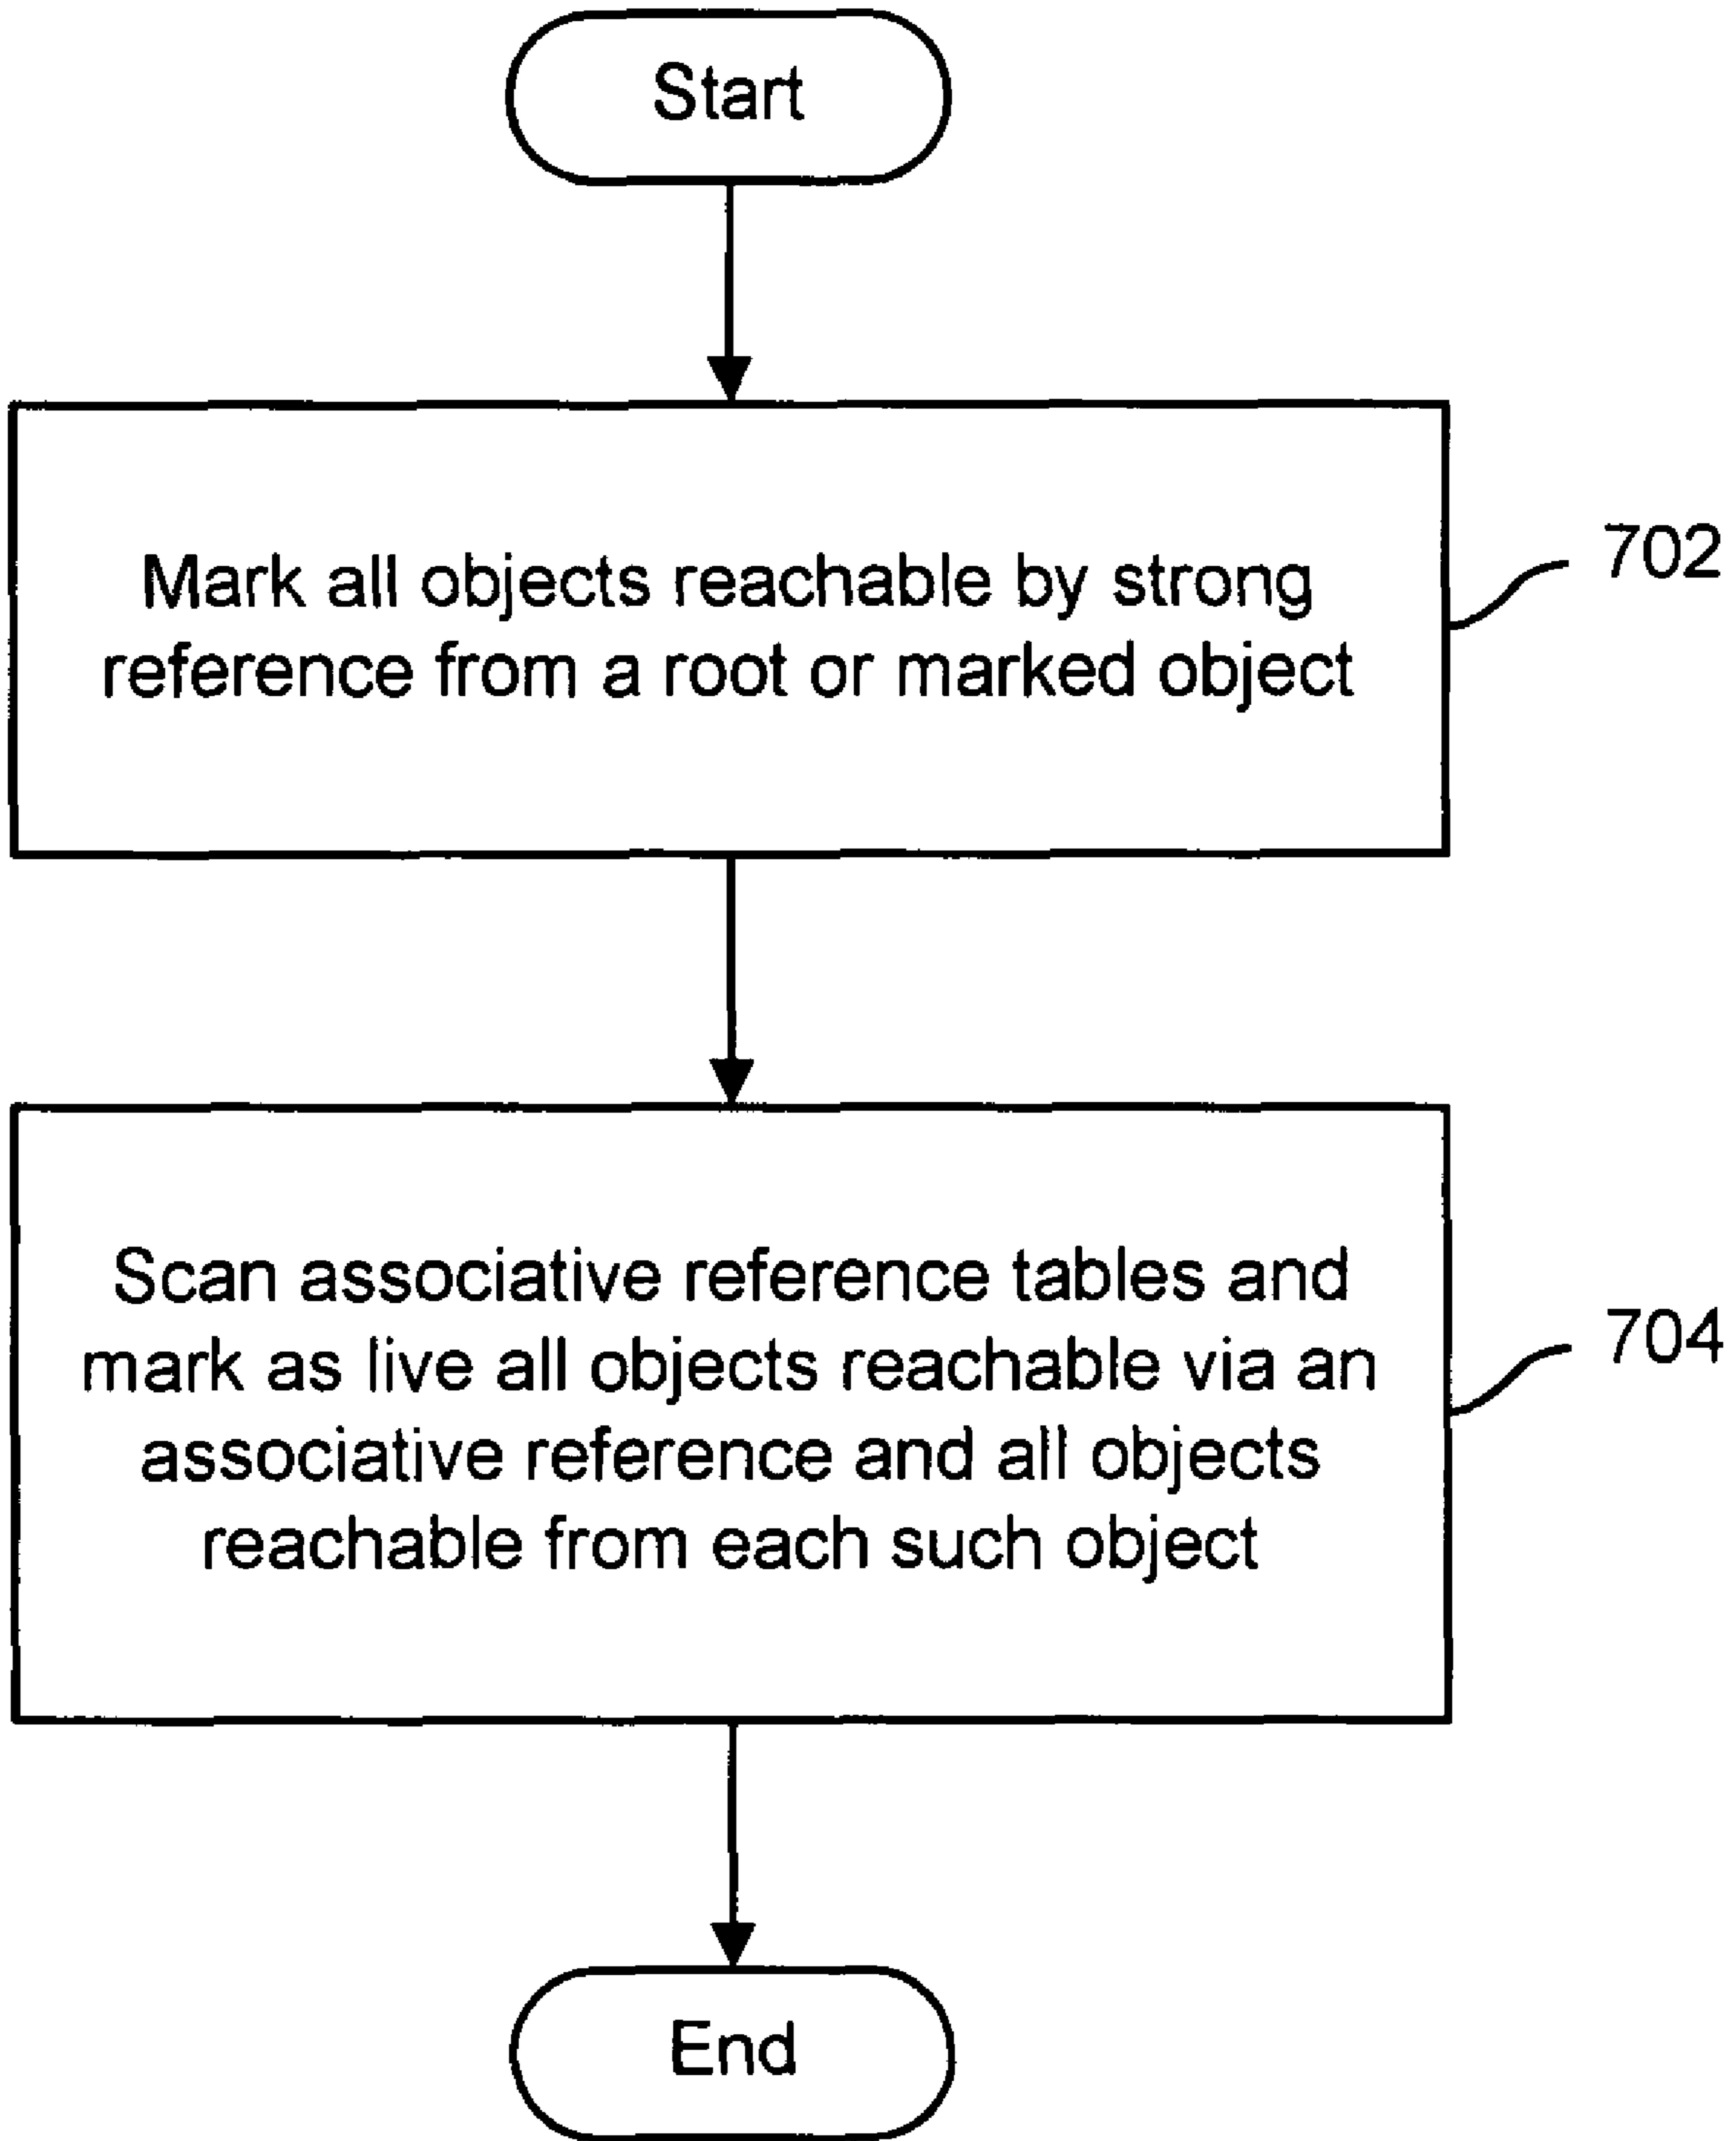 Start
Mark all objects reachable by strong
reference from a root or marked object
702
Scan associative reference tables and
mark as live all objects reachable via an
associative reference and all objects
reachable from each such object
704
End